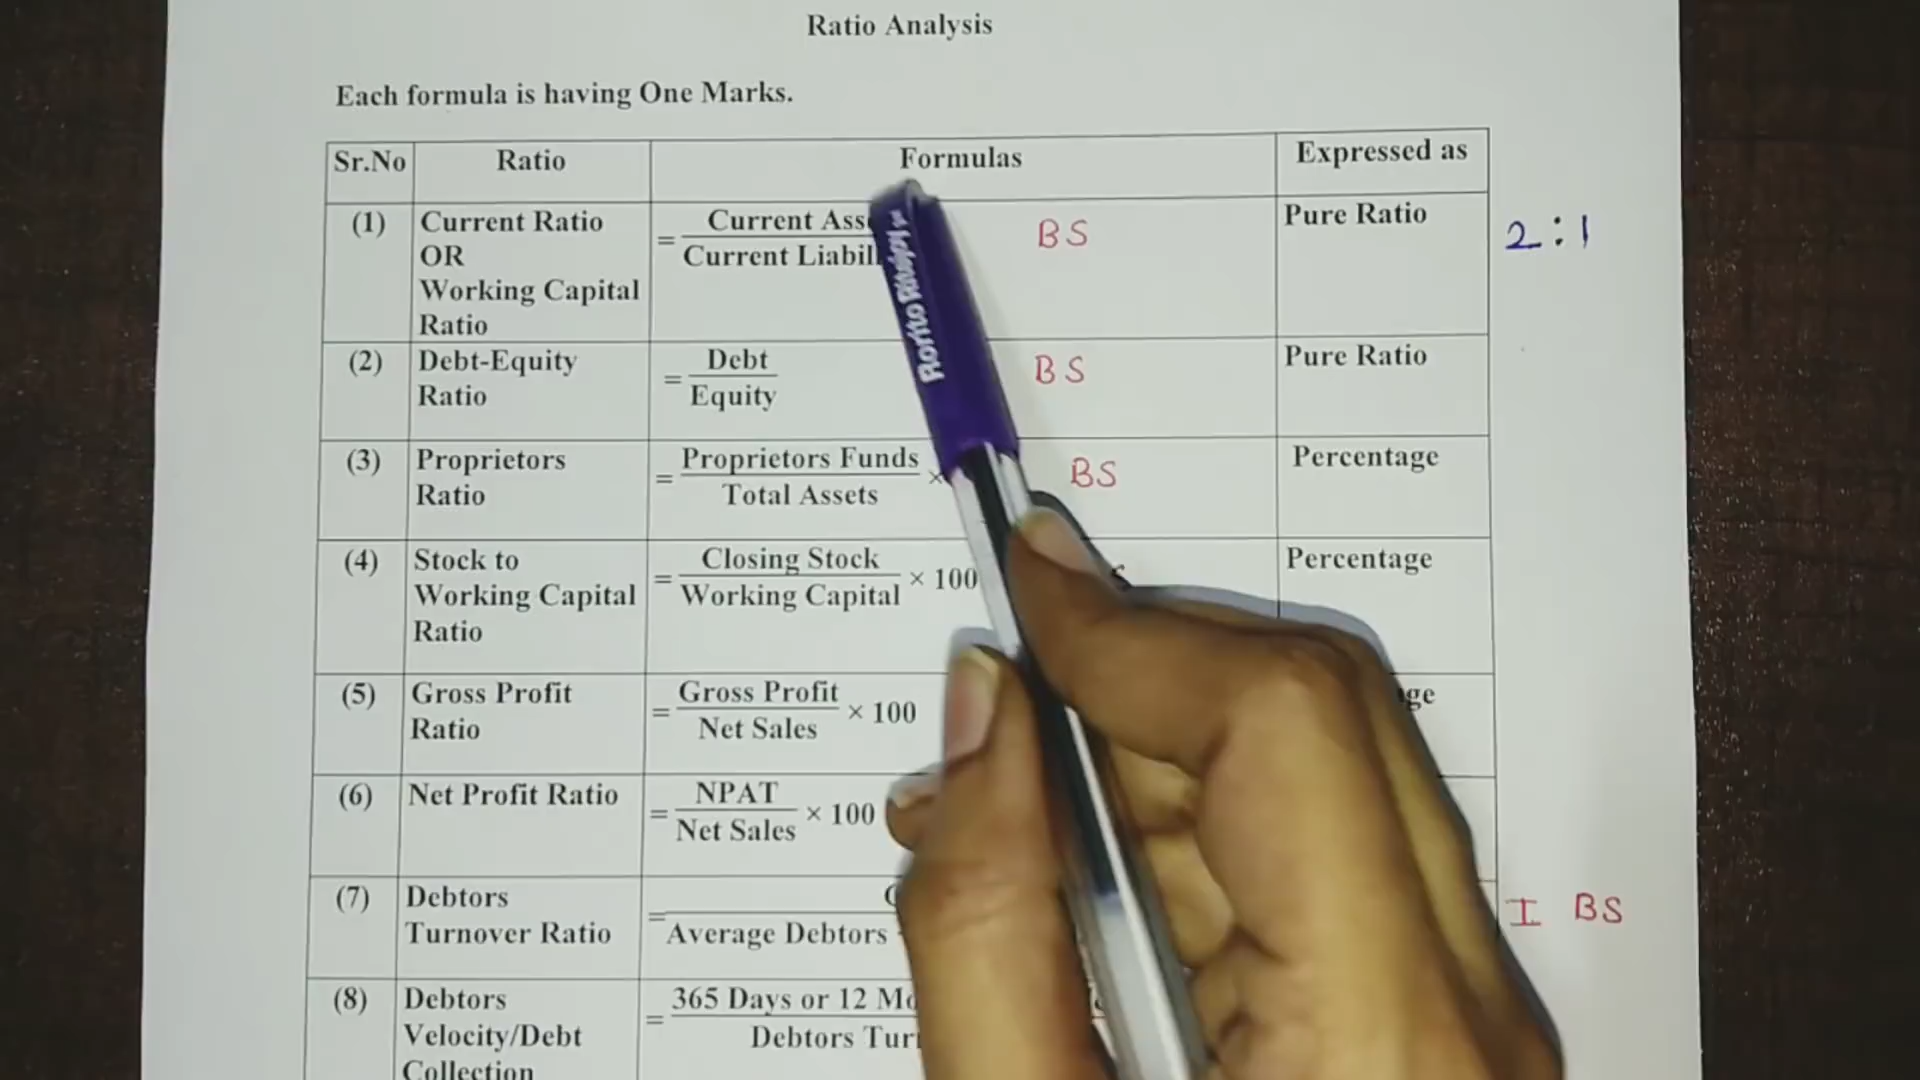 Ratio Analysis
Each formula is having One Marks.
Sr.No Ratio Formulas Expressed as
(1) Current Ratio
OR
Working Capital
Ratio
= Current
Current
BS
Pure Ratio
2:1
(2) Debt-Equity
Ratio
= Debt
Equity
BS
Pure Ratio
(3) Proprietors
Ratio
= Proprietors Funds
Total Assets
×
BS
Percentage
(4) Stock to
Working Capital
Ratio
= Closing Stock
Working Capital
× 100
Percentage
(5) Gross Profit
Ratio
= Gross Profit
Net Sales
× 100
(6) Net Profit Ratio
= NPAT
Net Sales
× 100
(7) Debtors
Turnover Ratio
=
Average Debtors
I BS
(8) Debtors
Velocity/Debt
Collection
= 365 Days or 12
Debtors